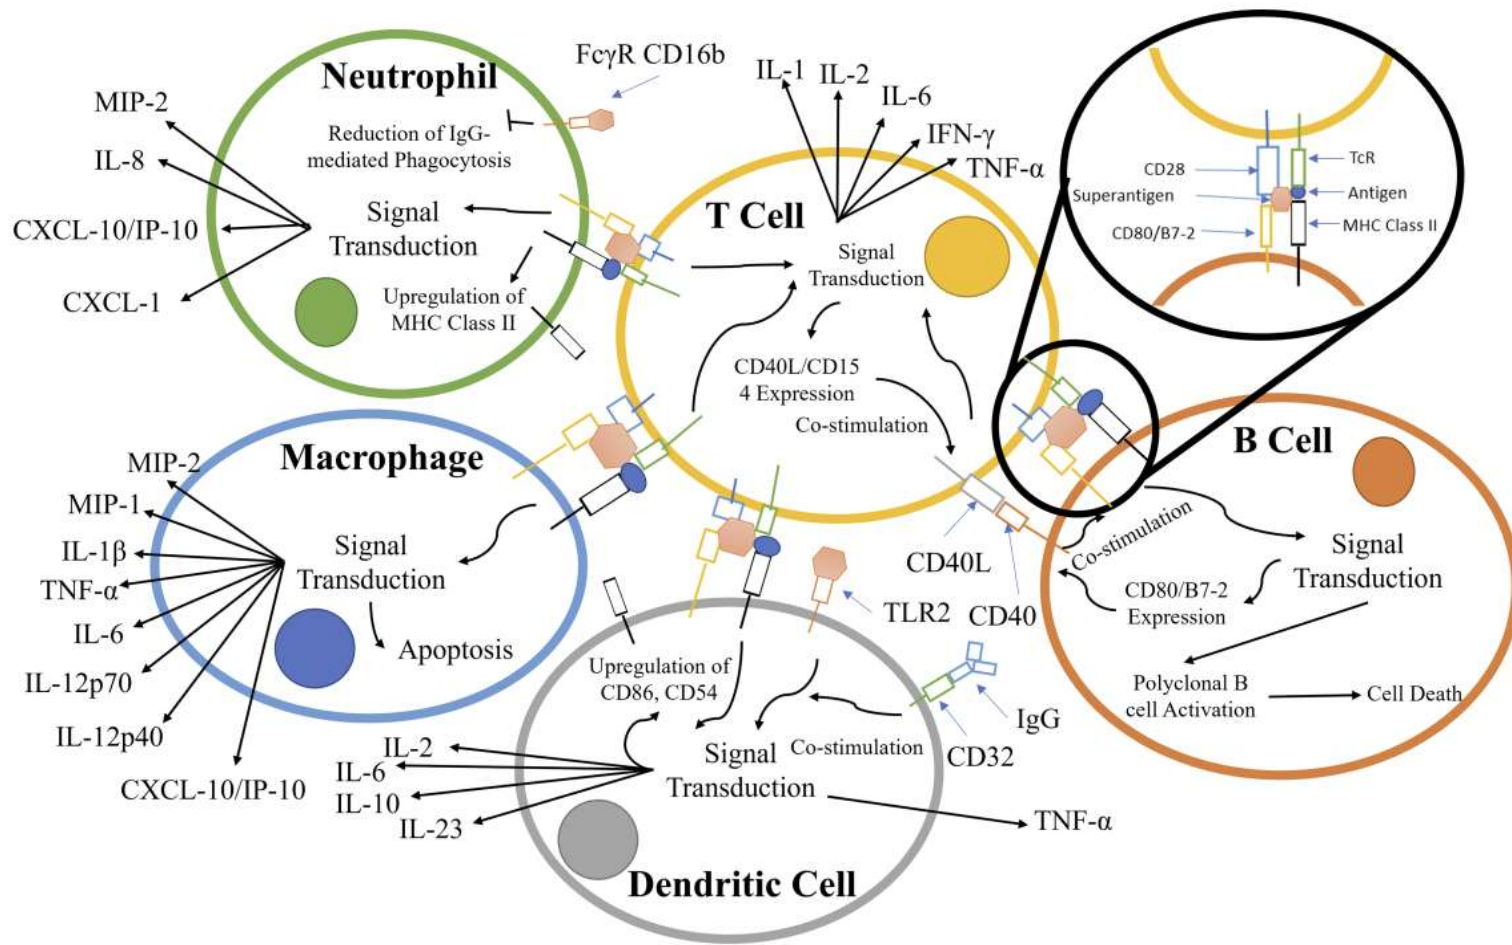 Neutrophil
FcγR CD16b
MIP-2
IL-8
CXCL-10/IP-10
CXCL-1
Reduction of IgG-
mediated Phagocytosis
Signal
Transduction
Upregulation of
MHC Class II
IL-1
IL-2
IL-6
IFN-γ
TNF-α
T Cell
Signal
Transduction
CD40L/CD15
4 Expression
Co-stimulation
CD28
Superantigen
CD80/B7-2
TcR
Antigen
MHC Class II
Macrophage
MIP-2
MIP-1
IL-1β
TNF-α
IL-6
IL-12p70
IL-12p40
CXCL-10/IP-10
Signal
Transduction
Apoptosis
B Cell
Co-stimulation
Signal
Transduction
CD80/B7-2
Expression
Polyclonal B
cell Activation
Cell Death
CD40L
CD40
TLR2
IgG
CD32
Upregulation of
CD86, CD54
Signal
Transduction
Co-stimulation
IL-2
IL-6
IL-10
IL-23
TNF-α
Dendritic Cell